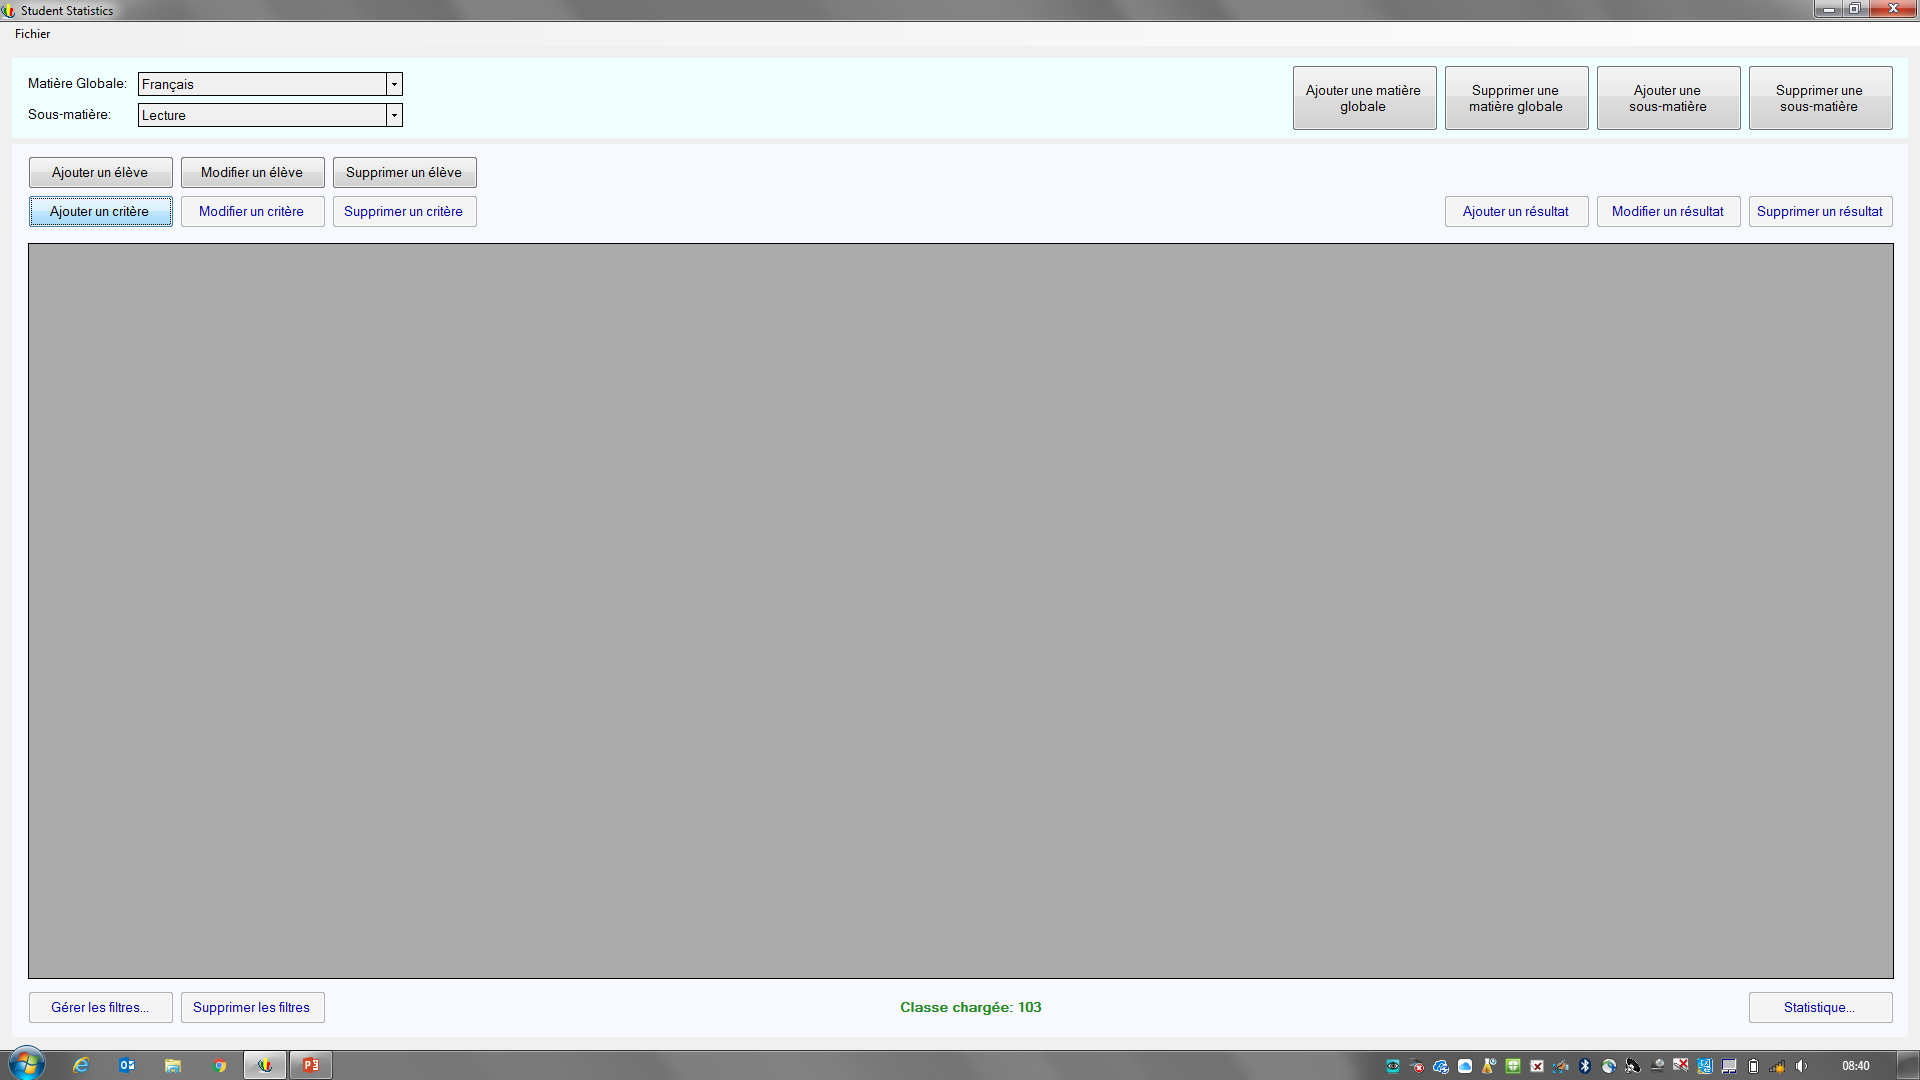 Student Statistics
Fichier
Matière Globale:
Français
Sous-matière:
Lecture
Ajouter une matière
globale
Supprimer une
matière globale
Ajouter une
sous-matière
Supprimer une
sous-matière
Ajouter un élève
Modifier un élève
Supprimer un élève
Ajouter un critère
Modifier un critère
Supprimer un critère
Ajouter un résultat
Modifier un résultat
Supprimer un résultat
Gérer les filtres...
Supprimer les filtres
Classe chargée: 103
Statistique...
08:40